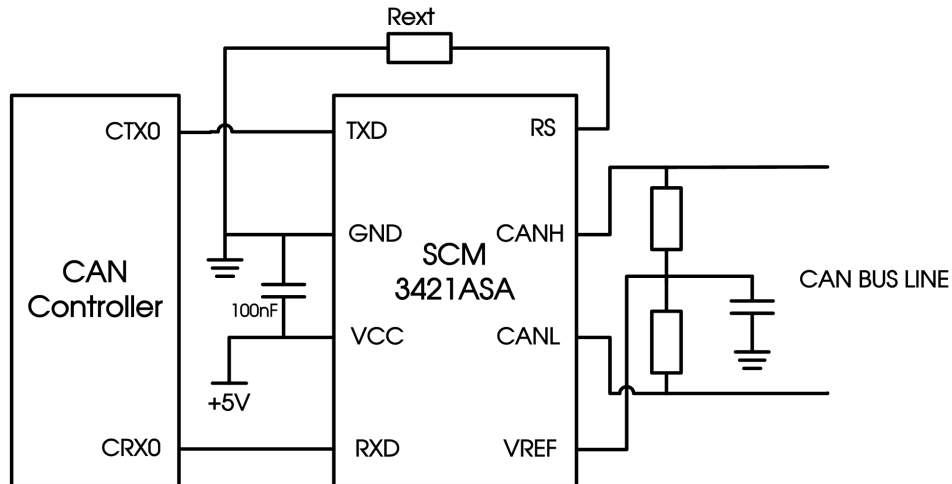 Rext
CTX0
TXD
RS
GND
CANH
SCM
3421ASA
CAN
Controller
CAN BUS LINE
100nF
VCC
CANL
+5V
CRX0
RXD
VREF